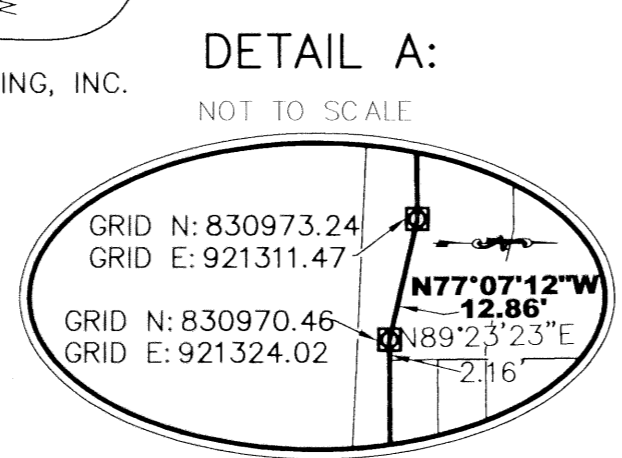 ING, INC.
DETAIL A:
NOT TO SCALE
GRID N: 830973.24
GRID E: 921311.47
N77°07'12"W
12.86'
GRID N: 830970.46
N89°23'23"E
GRID E: 921324.02
2.16'